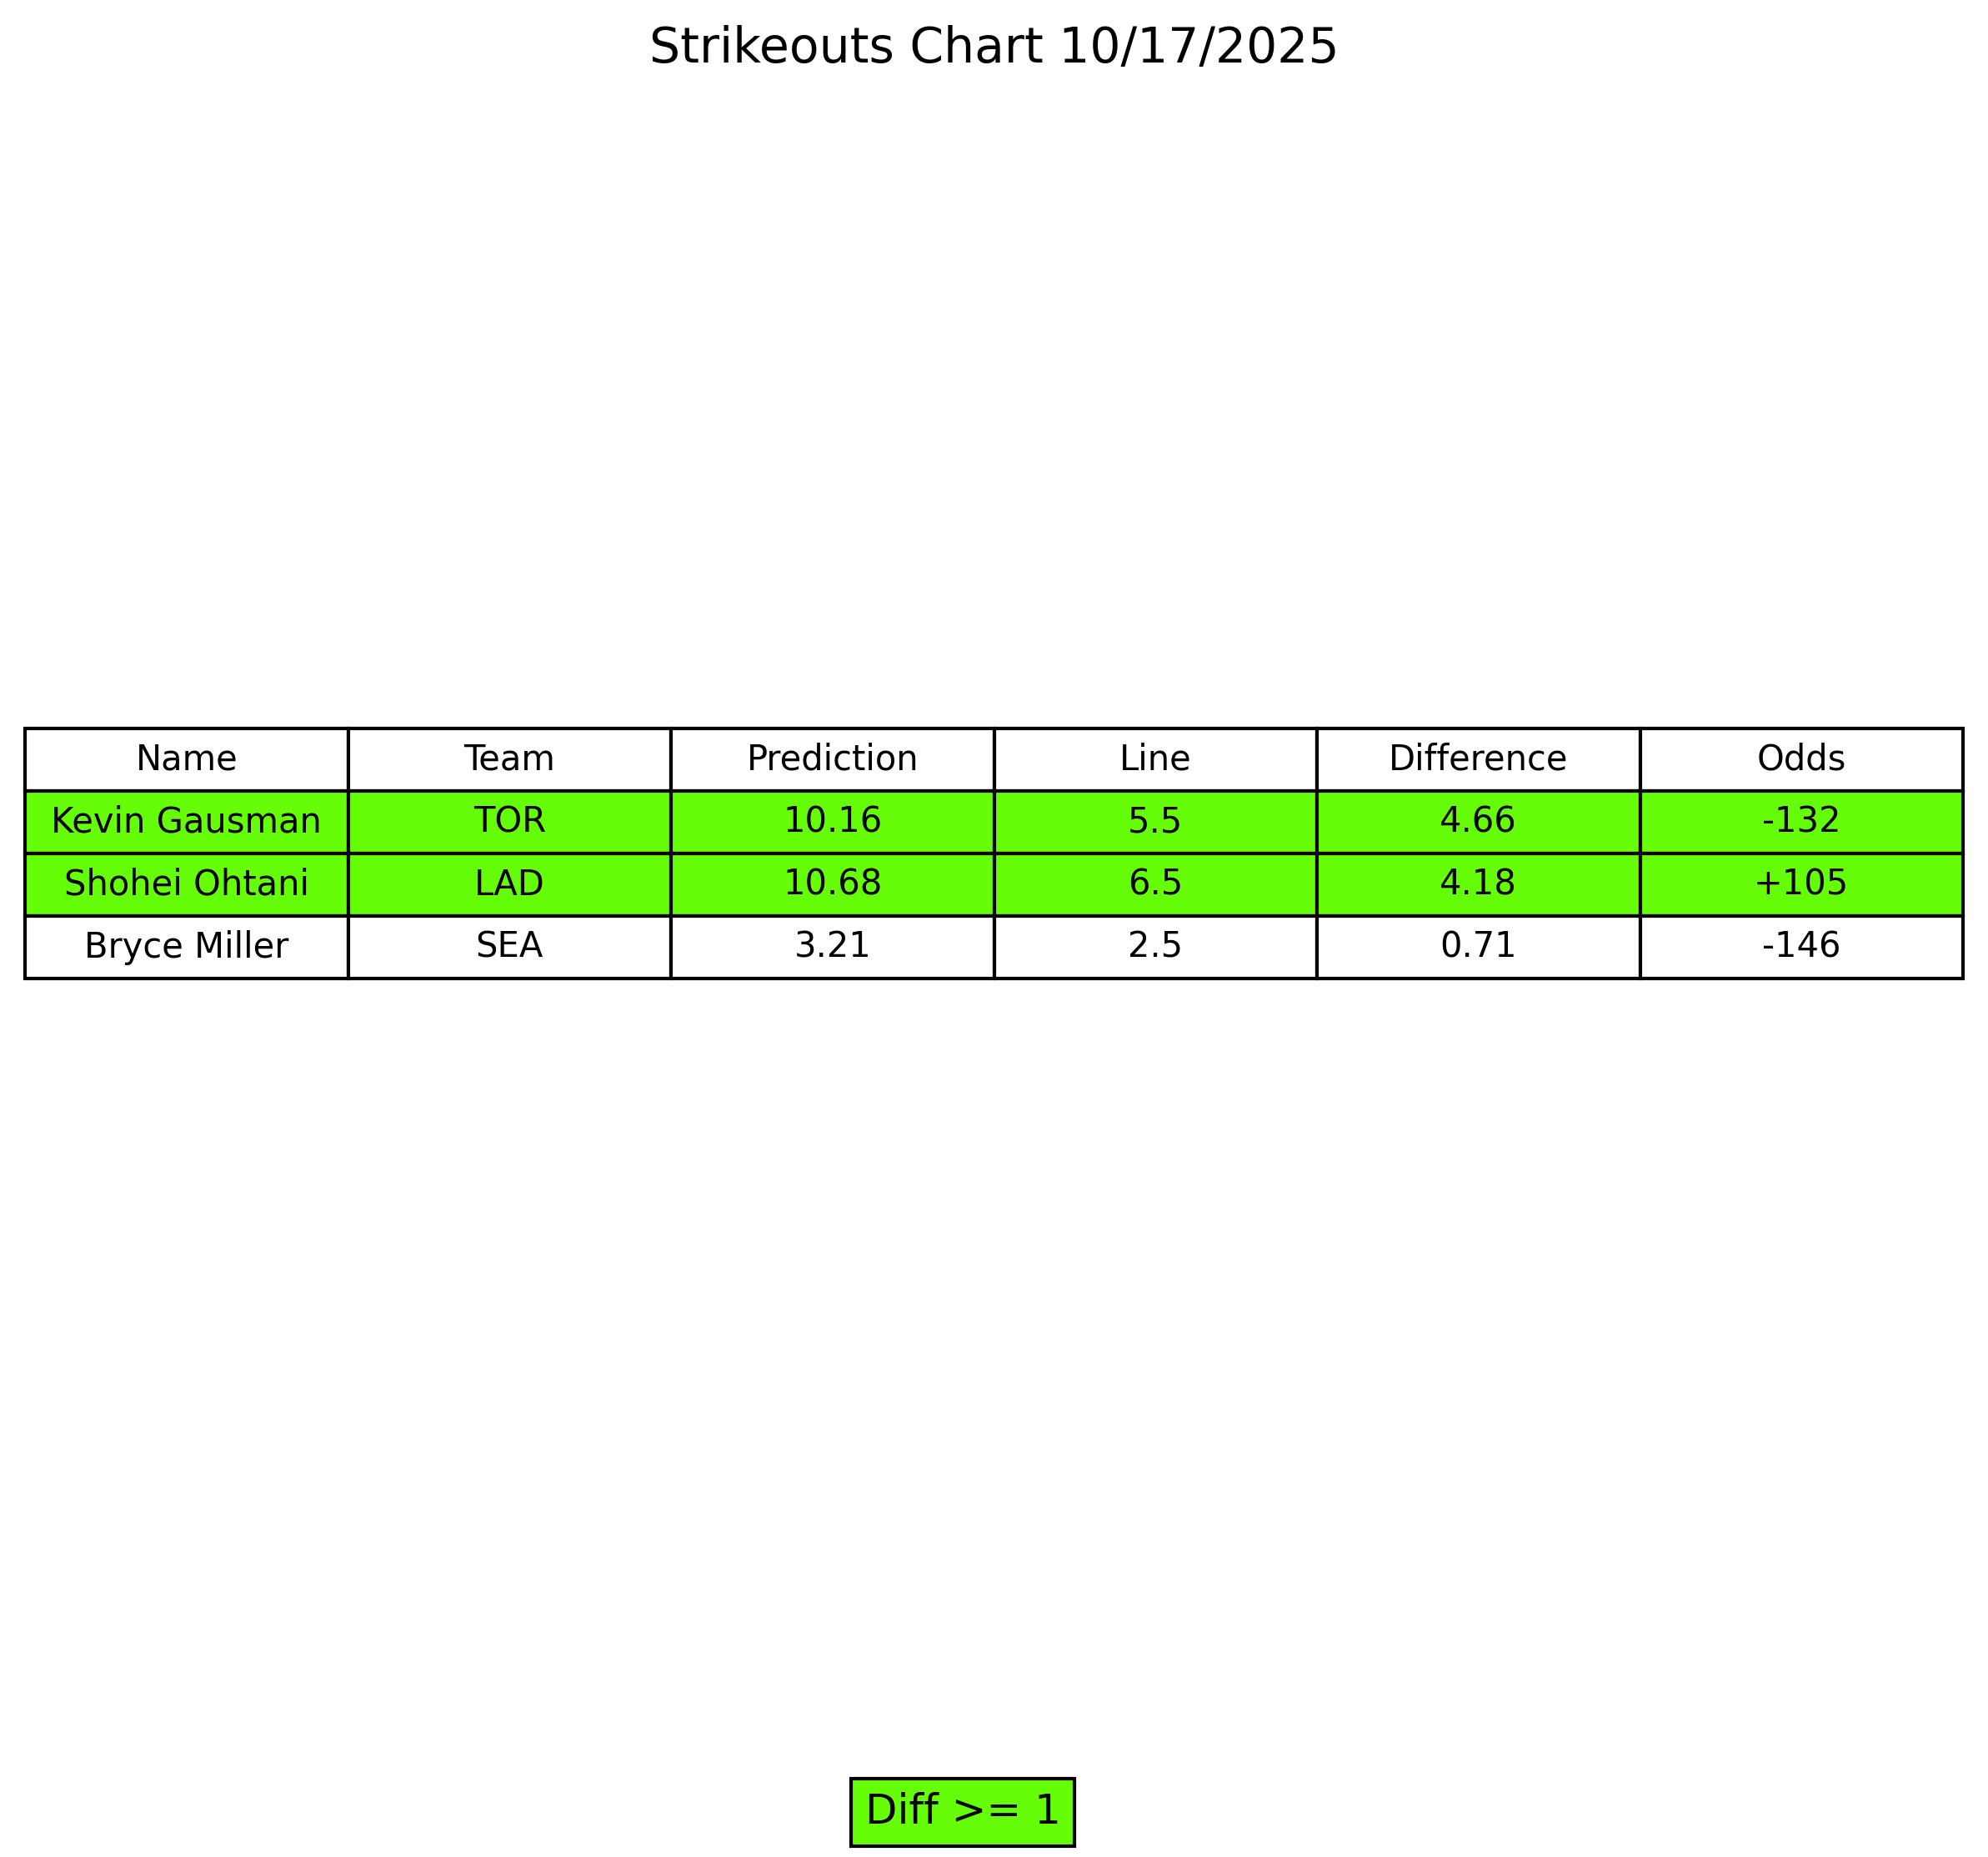 Strikeouts Chart 10/17/2025
Name Team Prediction Line Difference Odds
Kevin Gausman TOR 10.16 5.5 4.66 -132
Shohei Ohtani LAD 10.68 6.5 4.18 +105
Bryce Miller SEA 3.21 2.5 0.71 -146
Diff >= 1